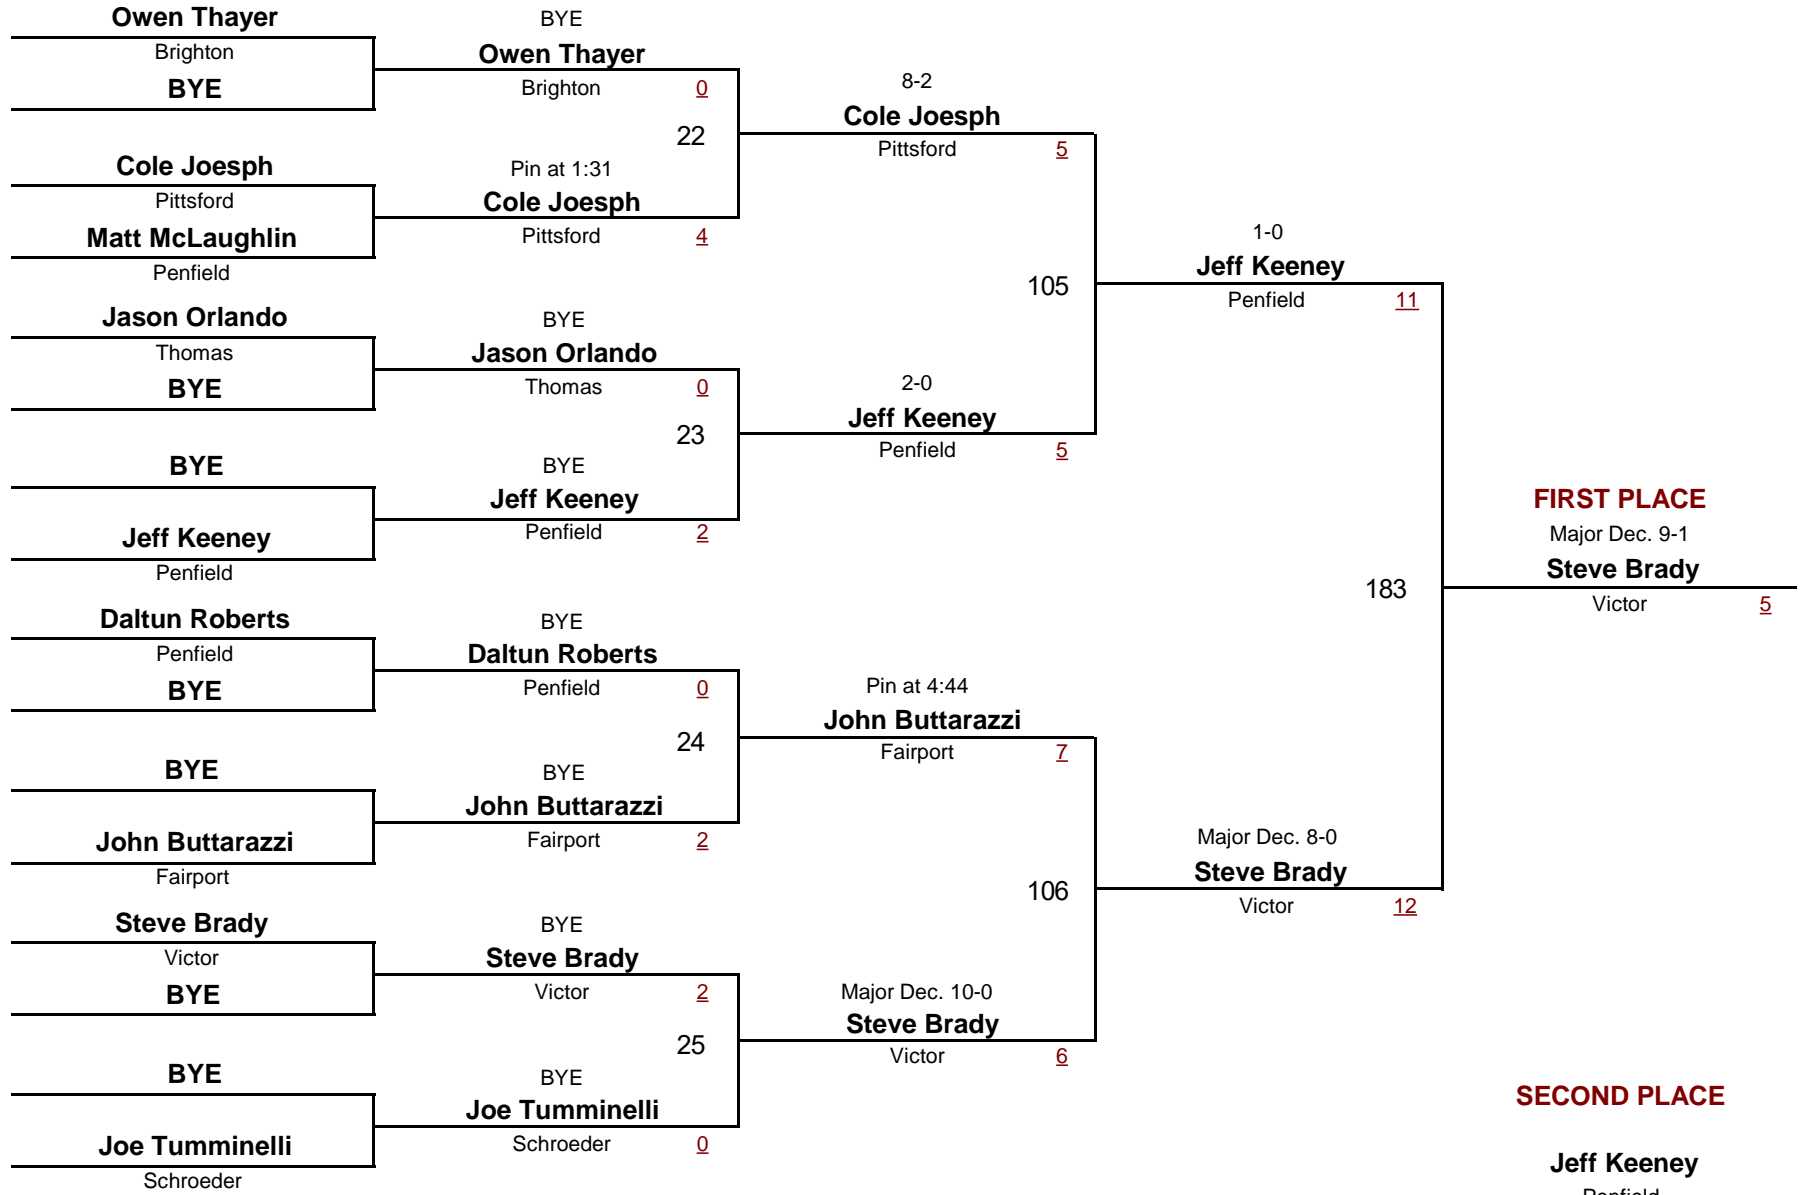 Owen Thayer
Brighton
BYE
Cole Joesph
Pittsford
Matt McLaughlin
Penfield
Jason Orlando
Thomas
BYE
BYE
Jeff Keeney
Penfield
Daltun Roberts
Penfield
BYE
BYE
John Buttarazzi
Fairport
Steve Brady
Victor
BYE
BYE
Joe Tumminelli
Schroeder
BYE
Owen Thayer
Brighton 0
22
Pin at 1:31
Cole Joesph
Pittsford 4
BYE
Jason Orlando
Thomas 0
23
BYE
Jeff Keeney
Penfield 2
BYE
Daltun Roberts
Penfield 0
24
BYE
John Buttarazzi
Fairport 2
BYE
Steve Brady
Victor 2
25
BYE
Joe Tumminelli
Schroeder 0
8-2
Cole Joesph
Pittsford 5
105
2-0
Jeff Keeney
Penfield 5
Pin at 4:44
John Buttarazzi
Fairport 7
106
Major Dec. 10-0
Steve Brady
Victor 6
1-0
Jeff Keeney
Penfield 11
183
Major Dec. 8-0
Steve Brady
Victor 12
FIRST PLACE
Major Dec. 9-1
Steve Brady
Victor 5
SECOND PLACE
Jeff Keeney
Penfield